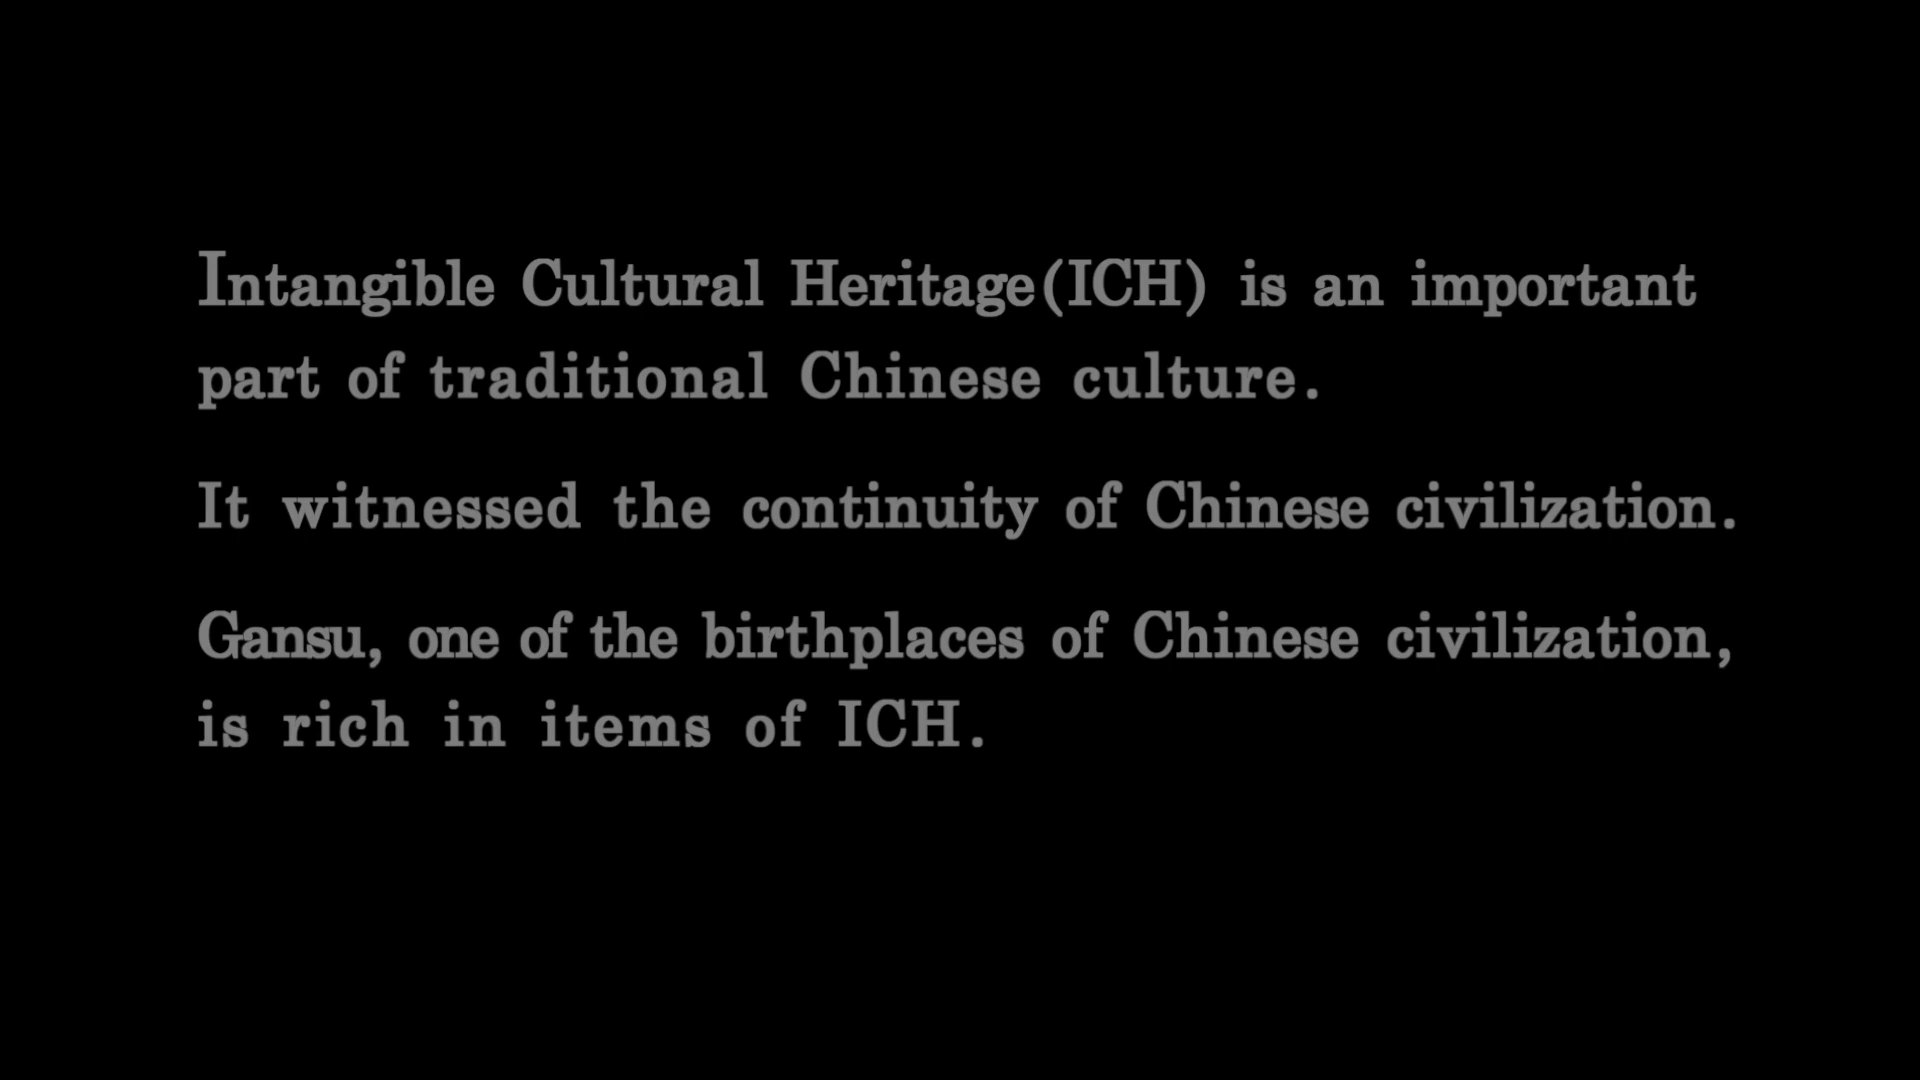 Intangible Cultural Heritage(ICH) is an important
part of traditional Chinese culture.
It witnessed the continuity of Chinese civilization.
Gansu, one of the birthplaces of Chinese civilization,
is rich in items of ICH.